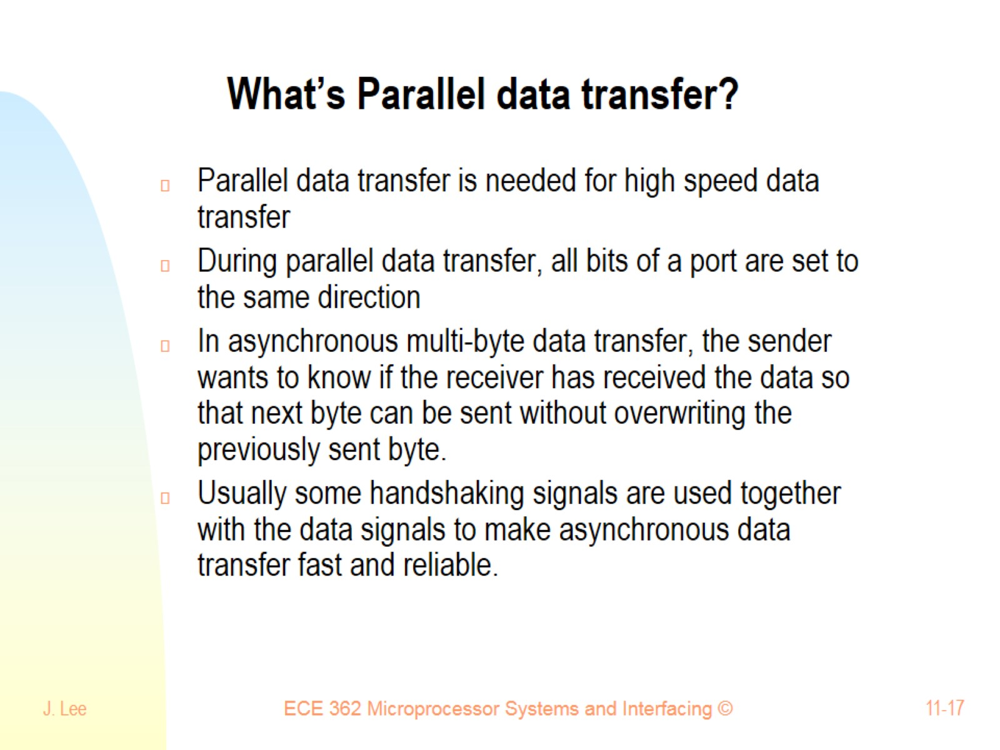 What’s Parallel data transfer?
Parallel data transfer is needed for high speed data
transfer
During parallel data transfer, all bits of a port are set to
the same direction
In asynchronous multi-byte data transfer, the sender
wants to know if the receiver has received the data so
that next byte can be sent without overwriting the
previously sent byte.
Usually some handshaking signals are used together
with the data signals to make asynchronous data
transfer fast and reliable.
J. Lee
ECE 362 Microprocessor Systems and Interfacing ©
11-17